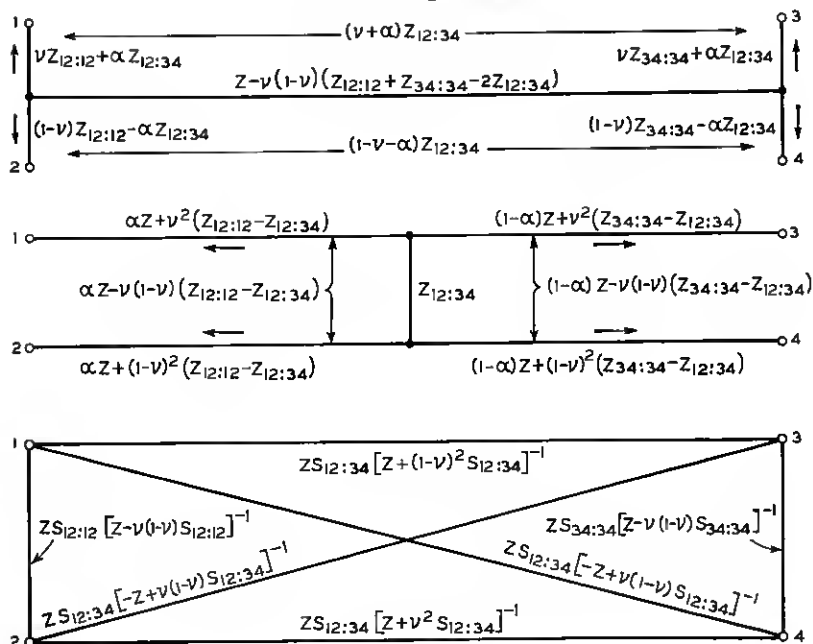 1 (ν+α)Z₁₂:₃₄ 3
νZ₁₂:₁₂+αZ₁₂:₃₄ νZ₃₄:₃₄+αZ₁₂:₃₄
Z-ν(1-ν)(Z₁₂:₁₂+Z₃₄:₃₄-2Z₁₂:₃₄)
(1-ν)Z₁₂:₁₂-αZ₁₂:₃₄ (1-ν)Z₃₄:₃₄-αZ₁₂:₃₄
2 (1-ν-α)Z₁₂:₃₄ 4
αZ+ν²(Z₁₂:₁₂-Z₁₂:₃₄) (1-α)Z+ν²(Z₃₄:₃₄-Z₁₂:₃₄)
1 3
αZ-ν(1-ν)(Z₁₂:₁₂-Z₁₂:₃₄) Z₁₂:₃₄ (1-α)Z-ν(1-ν)(Z₃₄:₃₄-Z₁₂:₃₄)
2 4
αZ+(1-ν)²(Z₁₂:₁₂-Z₁₂:₃₄) (1-α)Z+(1-ν)²(Z₃₄:₃₄-Z₁₂:₃₄)
1 3
ZS₁₂:₃₄[Z+(1-ν)²S₁₂:₃₄]⁻¹
ZS₁₂:₁₂[Z-ν(1-ν)S₁₂:₁₂]⁻¹ ZS₃₄:₃₄[Z-ν(1-ν)S₃₄:₃₄]⁻¹
ZS₁₂:₃₄[-Z+ν(1-ν)S₁₂:₃₄]⁻¹ ZS₁₂:₃₄[-Z+ν(1-ν)S₁₂:₃₄]⁻¹
2 ZS₁₂:₃₄[Z+ν²S₁₂:₃₄]⁻¹ 4